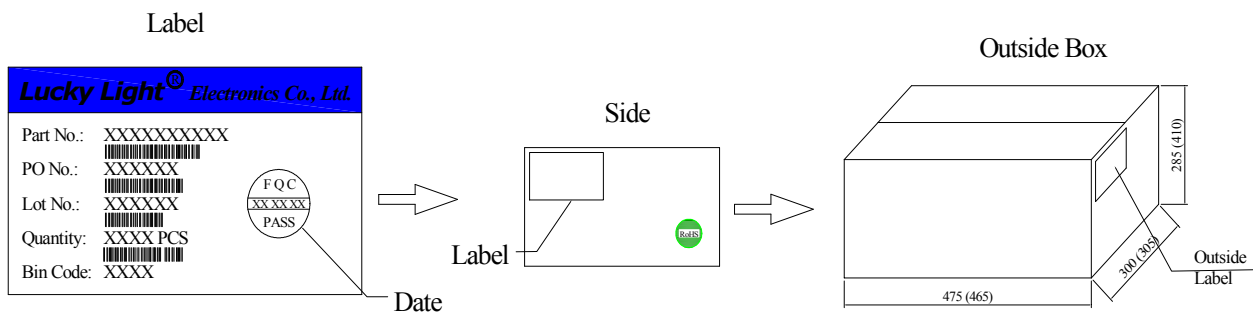 Label
Lucky Light® Electronics Co., Ltd.
Part No.: XXXXXXXXXX
PO No.: XXXXXX
Lot No.: XXXXXX
Quantity: XXXX PCS
Bin Code: XXXX
F Q C
XX XX XX
PASS
Date
Side
RoHS
Label
Outside Box
285 (410)
300 (305)
475 (465)
Outside
Label